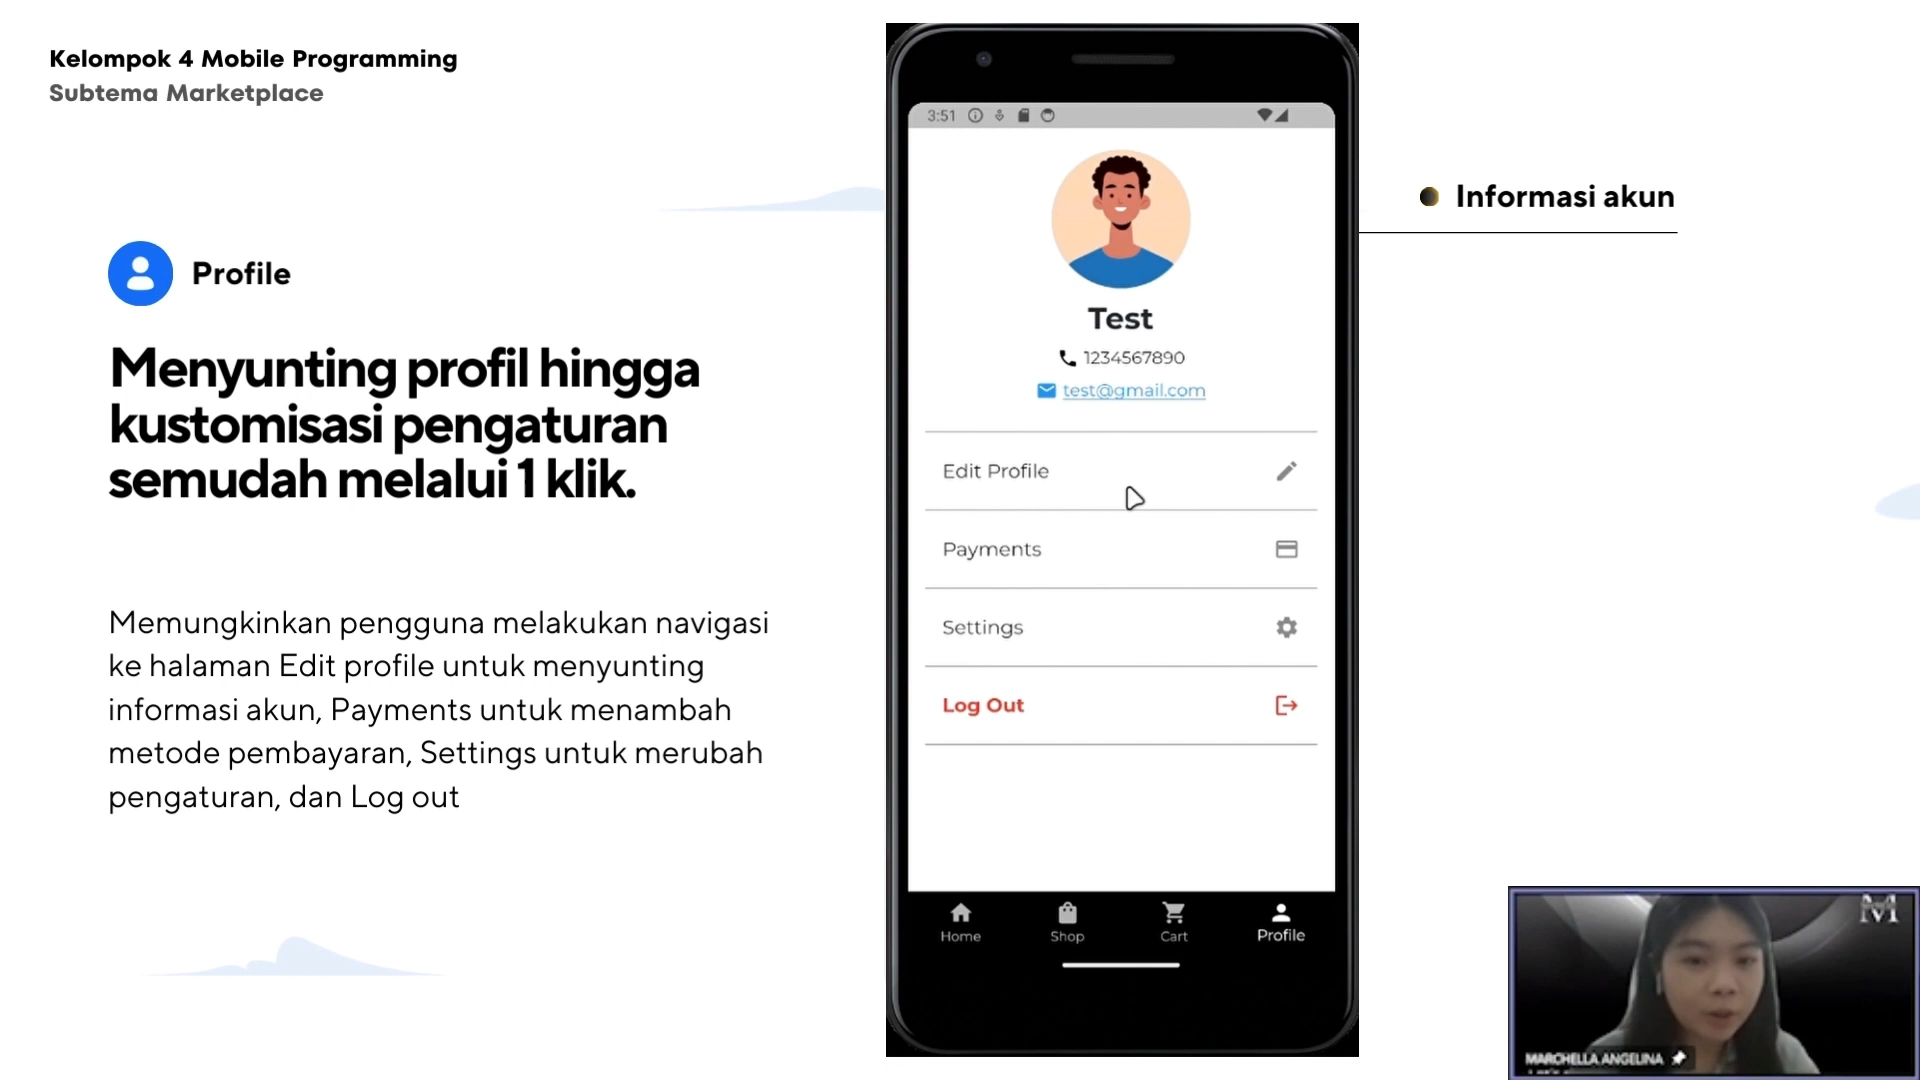 Kelompok 4 Mobile Programming
Subtema Marketplace
Profile
Menyunting profil hingga
kustomisasi pengaturan
semudah melalui 1 klik.
Memungkinkan pengguna melakukan navigasi
ke halaman Edit profile untuk menyunting
informasi akun, Payments untuk menambah
metode pembayaran, Settings untuk merubah
pengaturan, dan Log out
3:51
Test
1234567890
test@gmail.com
Edit Profile
Payments
Settings
Log Out
Home
Shop
Cart
Profile
Informasi akun
M
MARCHELLA ANGELINA